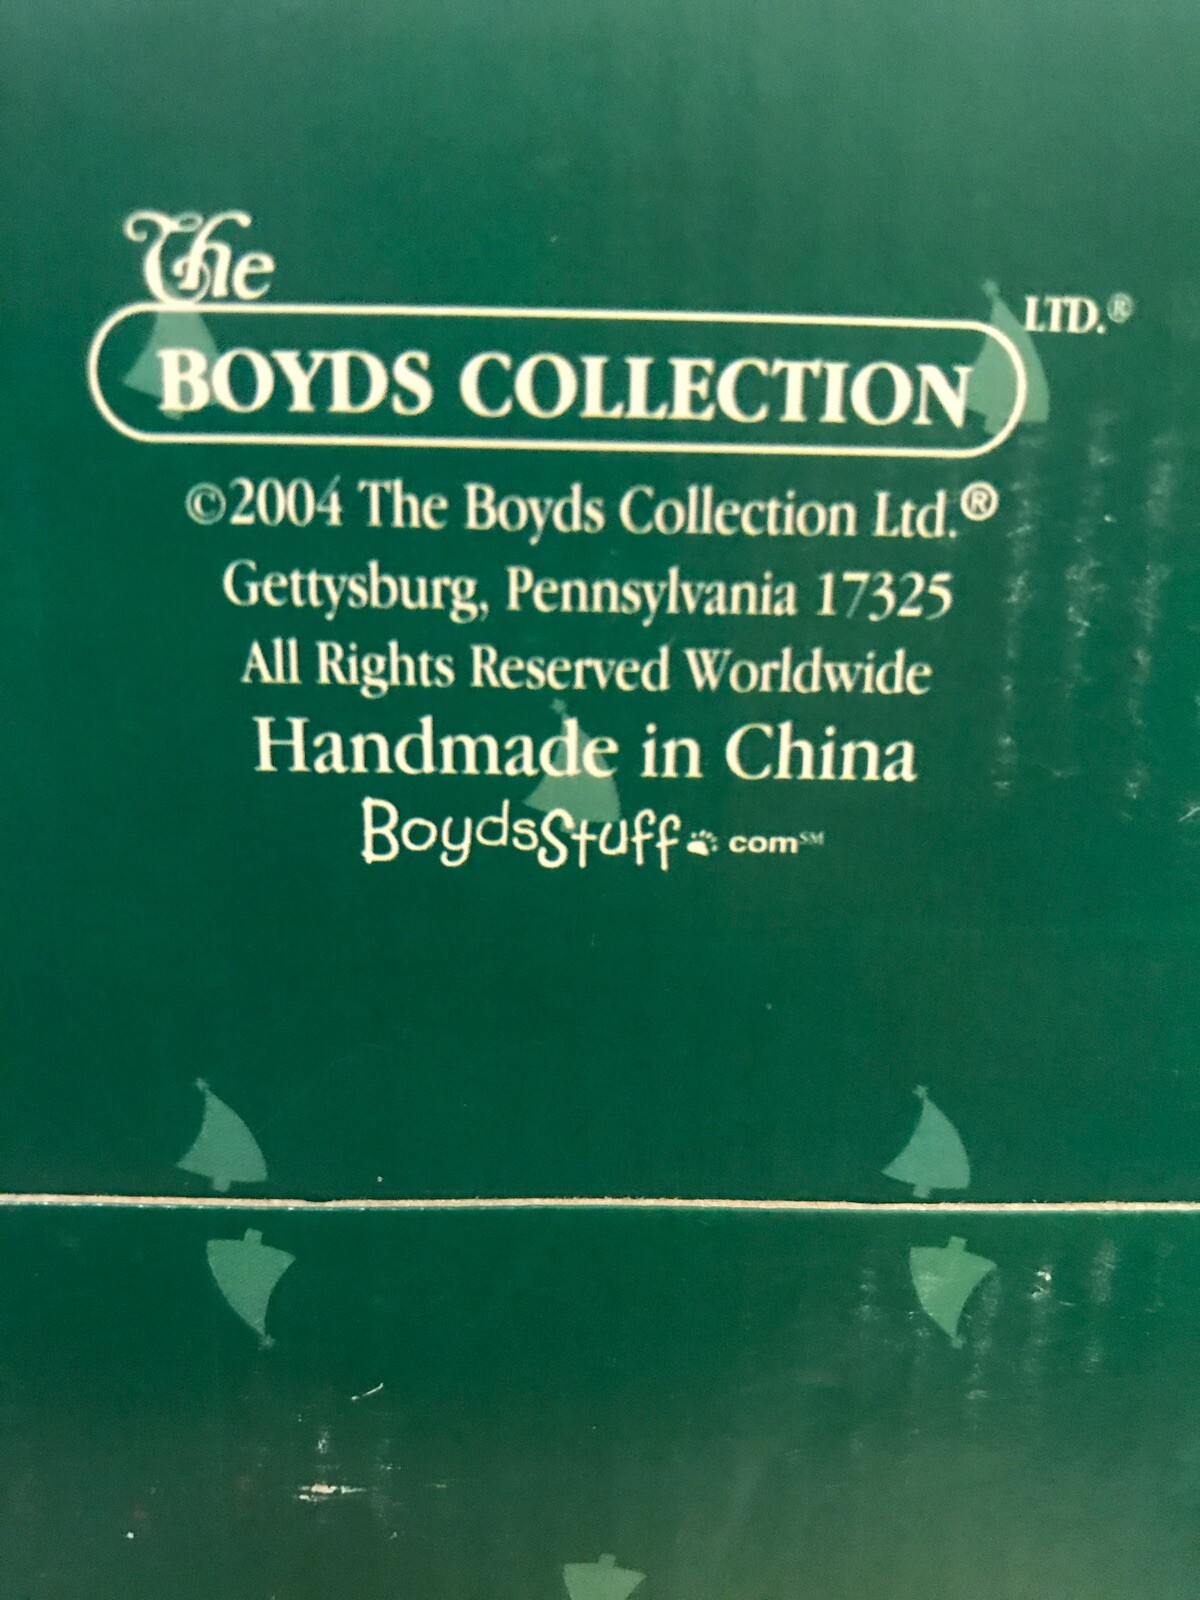 The
BOYDS COLLECTION LTD.®
©2004 The Boyds Collection Ltd.®
Gettysburg, Pennsylvania 17325
All Rights Reserved Worldwide
Handmade in China
BoydsStuff.com℠